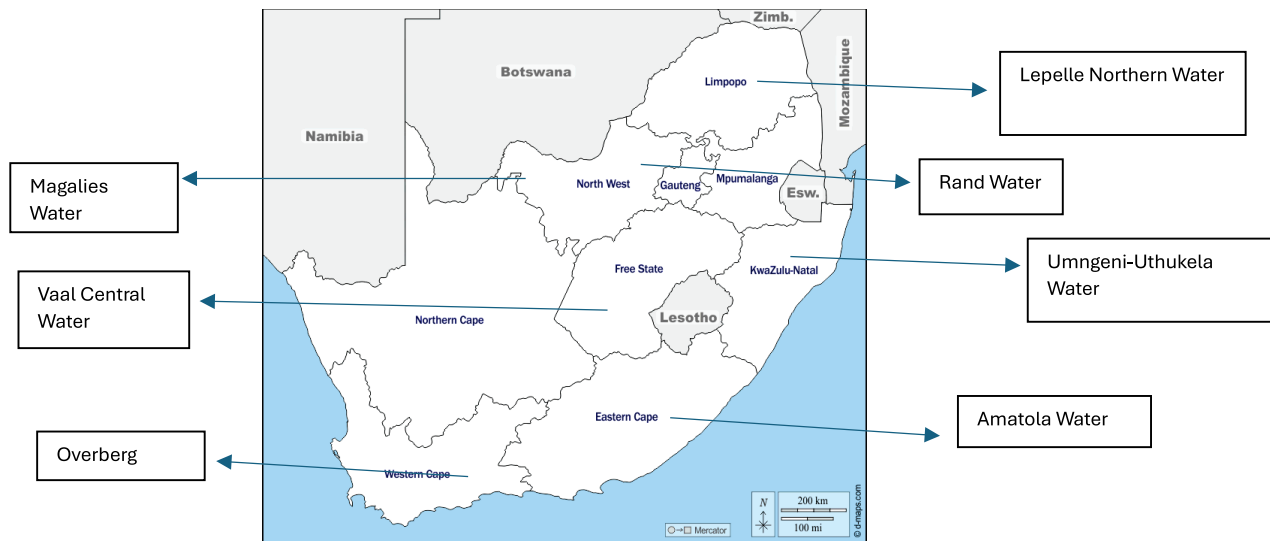 Zimb.
Botswana
Mozambique
Limpopo
Lepelle Northern Water
Namibia
Magalies
Water
North West
Gauteng
Mpumalanga
Esw.
Rand Water
Free State
KwaZulu-Natal
Umngeni-Uthukela
Water
Vaal Central
Water
Northern Cape
Lesotho
Eastern Cape
Amatola Water
Overberg
Western Cape
N
200 km
100 mi
Mercator
© d-maps.com